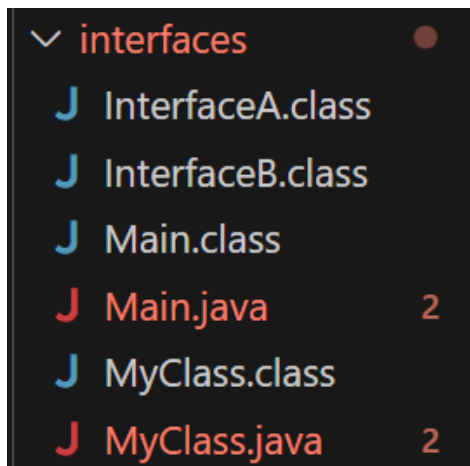 interfaces
InterfaceA.class
InterfaceB.class
Main.class
Main.java 2
MyClass.class
MyClass.java 2